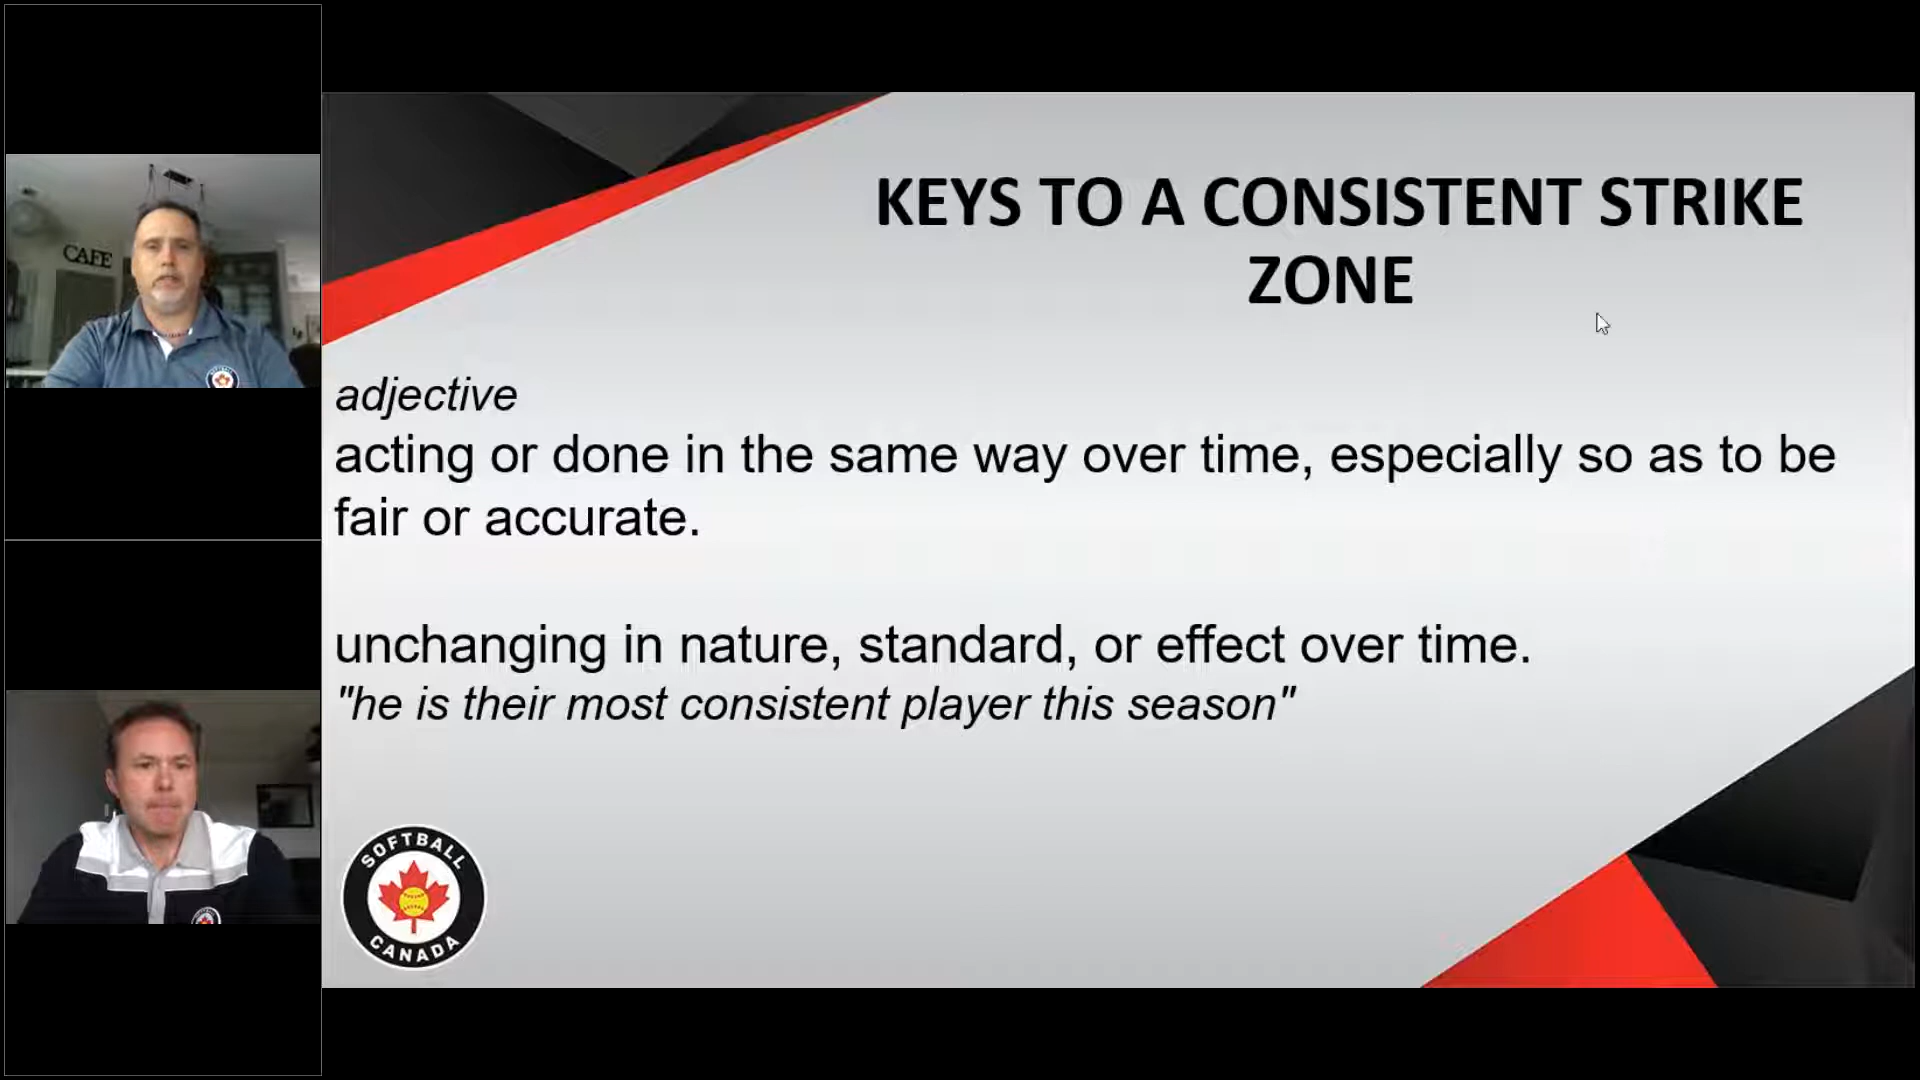 CAFE
KEYS TO A CONSISTENT STRIKE
ZONE
adjective
acting or done in the same way over time, especially so as to be
fair or accurate.
unchanging in nature, standard, or effect over time.
"he is their most consistent player this season"
SOFTBALL
CANADA